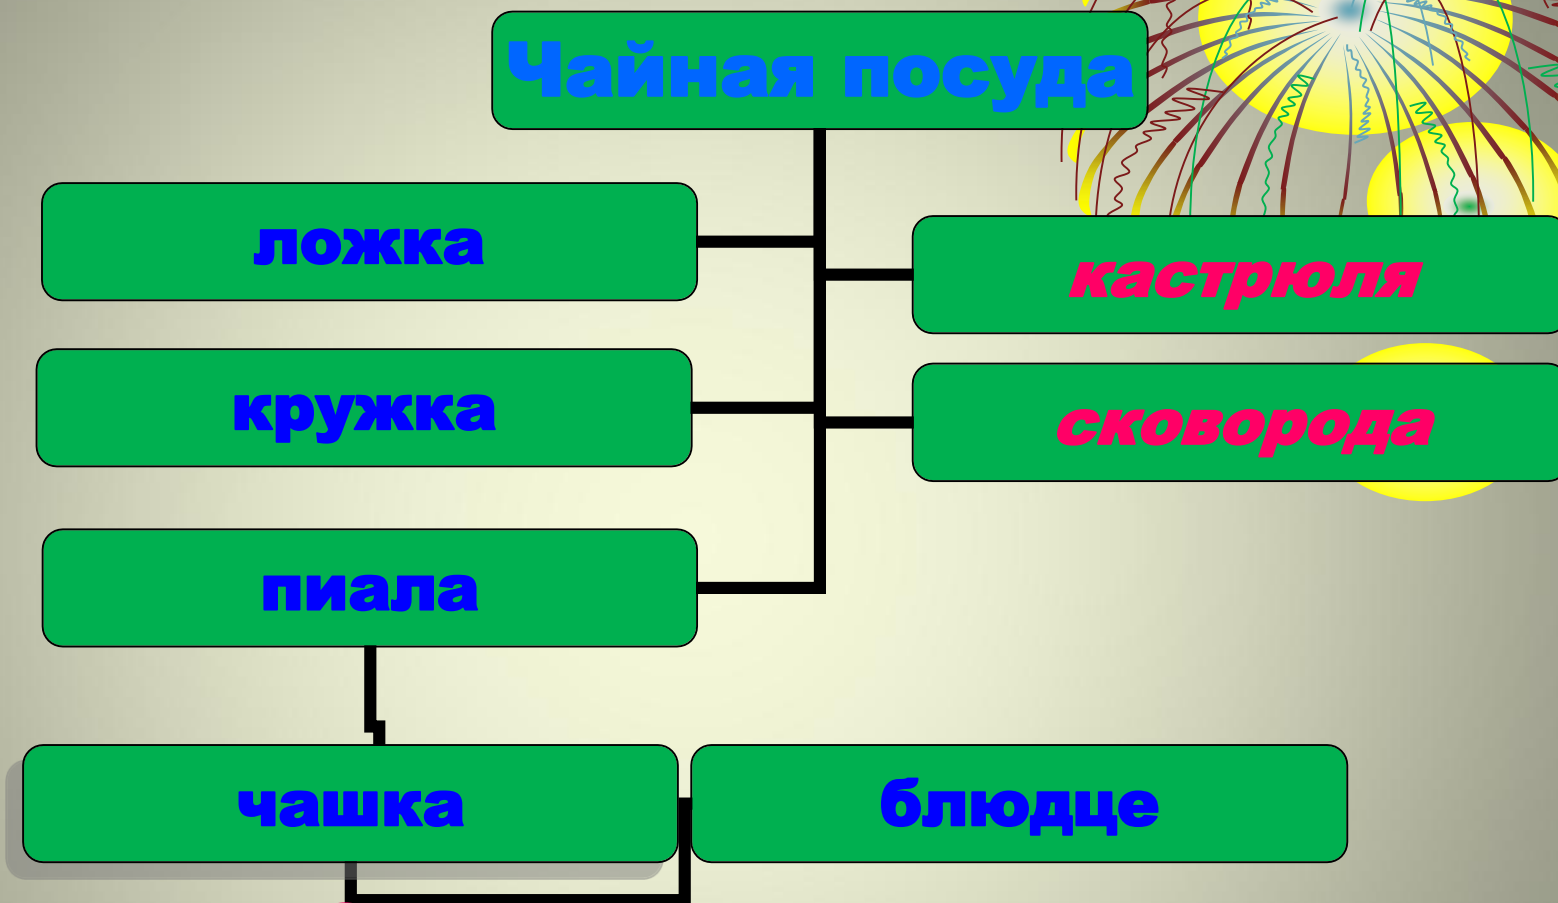 Чайная посуда
ложка
кастрюля
кружка
сковорода
пиала
чашка
блюдце